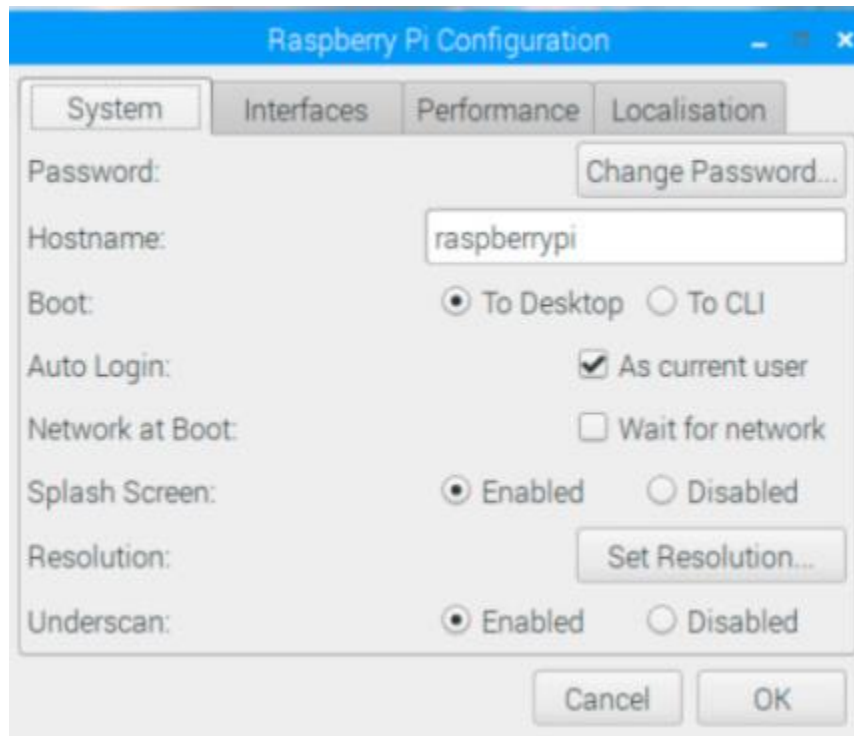 Raspberry Pi Configuration
System Interfaces Performance Localisation
Password: Change Password...
Hostname: raspberrypi
Boot: To Desktop To CLI
Auto Login: As current user
Network at Boot: Wait for network
Splash Screen: Enabled Disabled
Resolution: Set Resolution...
Underscan: Enabled Disabled
Cancel OK